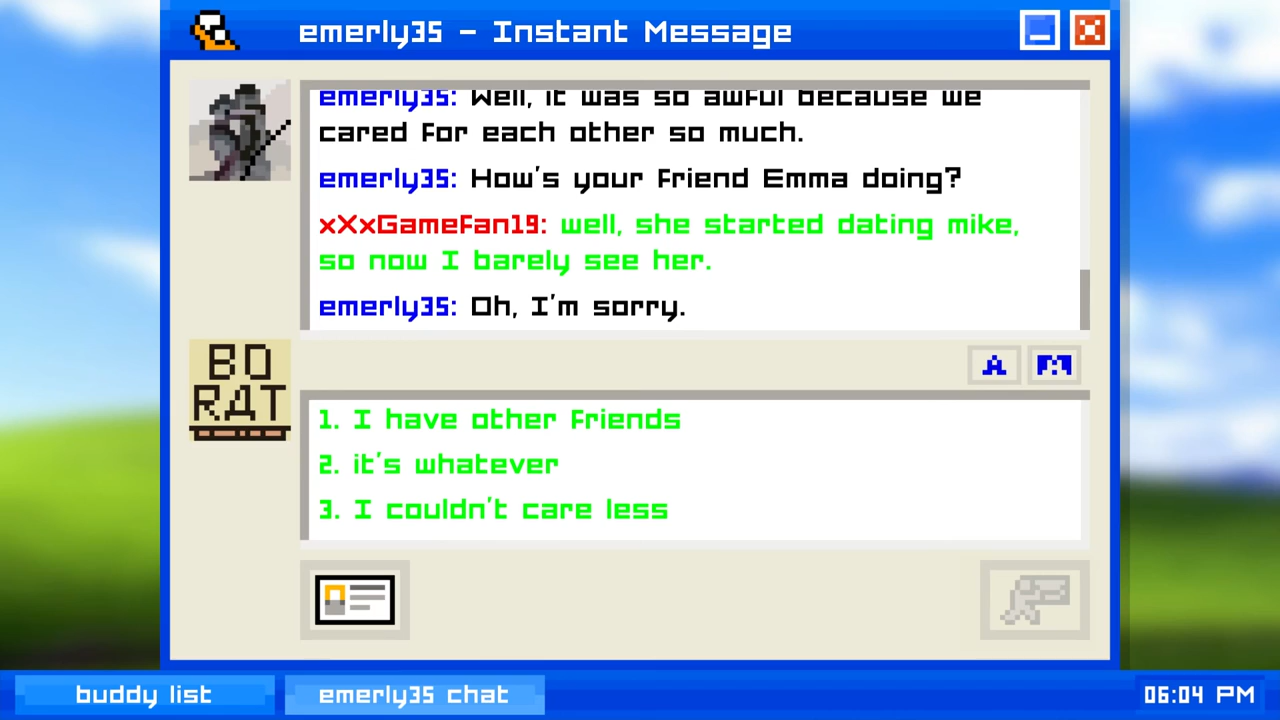 emerly35 - Instant Message
emerly35: Well, it was so awful because we
cared for each other so much.
emerly35: How's your friend Emma doing?
xXxGameFan19: well, she started dating mike,
so now I barely see her.
emerly35: Oh, I'm sorry.
BO
RAT
A
1. I have other friends
2. it's whatever
3. I couldn't care less
buddy list
emerly35 chat
06:04 PM